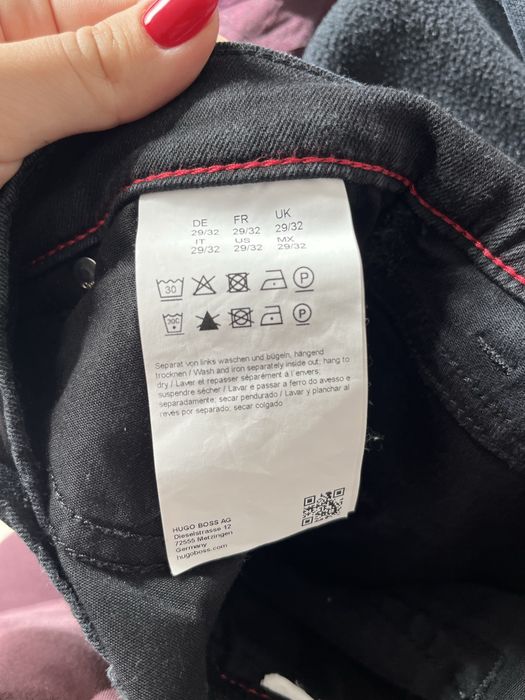 DE FR UK
29/32 29/32 29/32
IT US MX
29/32 29/32 29/32
30 P
30C P
Separat von links waschen und bügeln, hängend
trocknen / Wash and iron separately inside out; hang to
dry / Laver et repasser séparément à l'envers;
suspendre sécher / Lavar e passar a ferro do avesso e
separadamente; secar pendurado / Lavar y planchar al
revés por separado; secar colgado
HUGO BOSS AG
Dieselstrasse 12
72555 Metzingen
Germany
hugoboss.com